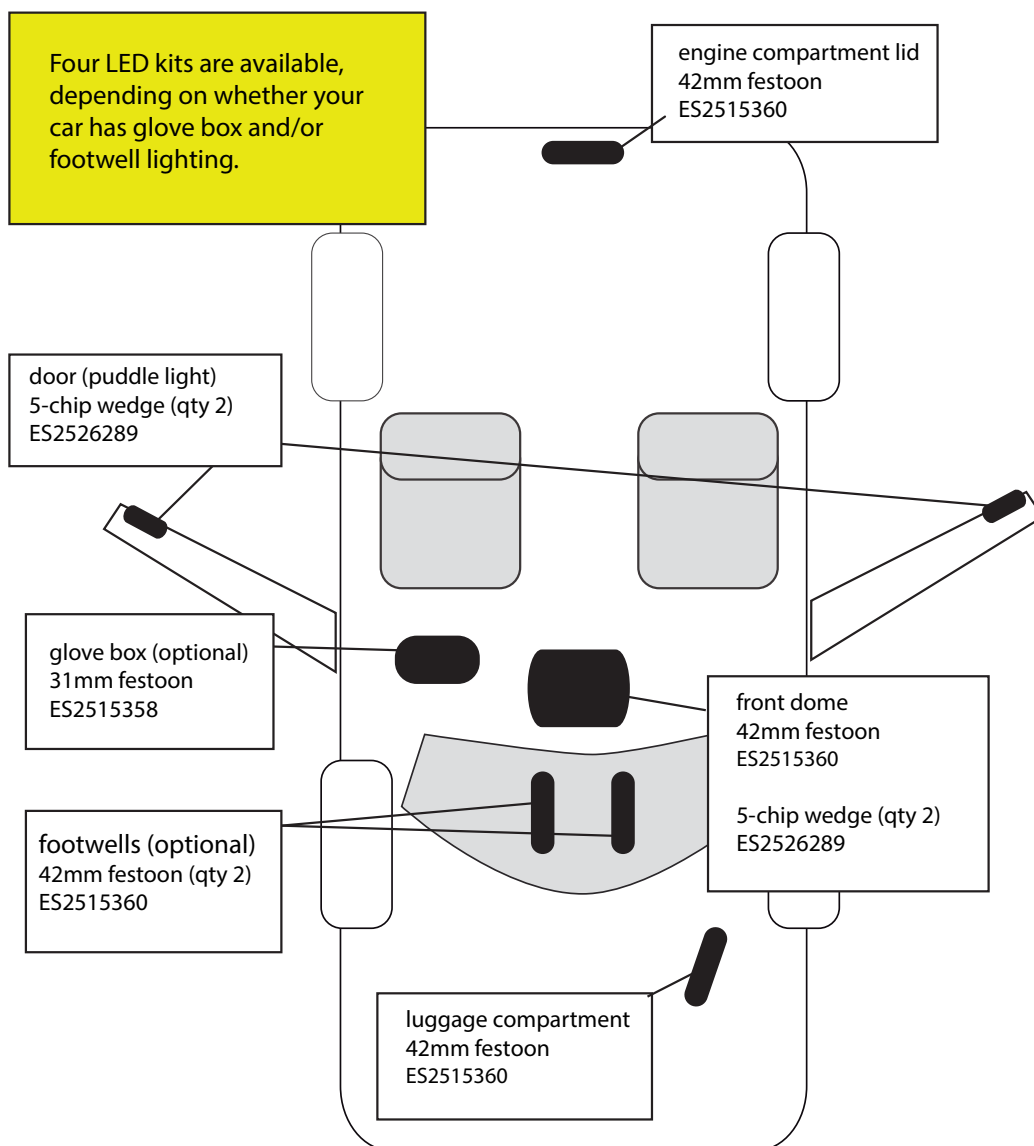 Four LED kits are available,
depending on whether your
car has glove box and/or
footwell lighting.
engine compartment lid
42mm festoon
ES2515360
door (puddle light)
5-chip wedge (qty 2)
ES2526289
glove box (optional)
31mm festoon
ES2515358
front dome
42mm festoon
ES2515360
5-chip wedge (qty 2)
ES2526289
footwells (optional)
42mm festoon (qty 2)
ES2515360
luggage compartment
42mm festoon
ES2515360